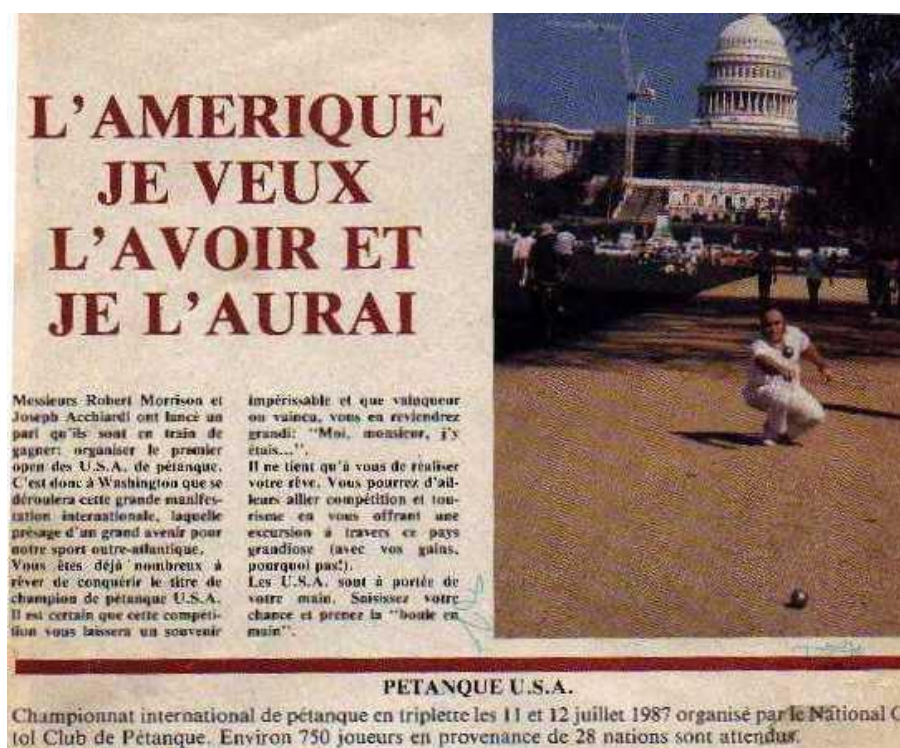 L'AMERIQUE
JE VEUX
L'AVOIR ET
JE L'AURAI
Messieurs Robert Morrison et
Joseph Acchiardi ont lancé un
pari qu'ils sont en train de
gagner: organiser le premier
open des U.S.A. de pétanque.
C'est donc à Washington que se
déroulera cette grande manifes-
tation internationale, laquelle
présage d'un grand avenir pour
notre sport outre-atlantique.
Vous êtes déjà nombreux à
rêver de conquérir le titre de
champion de pétanque U.S.A.
Il est certain que cette compéti-
tion vous laissera un souvenir
impérissable et que vainqueur
ou vaincu, vous en reviendrez
grandi: "Moi, monsieur, j'y
étais...".
Il ne tient qu'à vous de réaliser
votre rêve. Vous pourrez d'ail-
leurs allier compétition et tou-
risme en vous offrant une
excursion à travers ce pays
grandiose (avec vos gains,
pourquoi pas!).
Les U.S.A. sont à portée de
votre main. Saisissez votre
chance et prenez la "boule en
main".
PETANQUE U.S.A.
Championnat international de pétanque en triplette les 11 et 12 juillet 1987 organisé par le National C
tol Club de Pétanque. Environ 750 joueurs en provenance de 28 nations sont attendus.